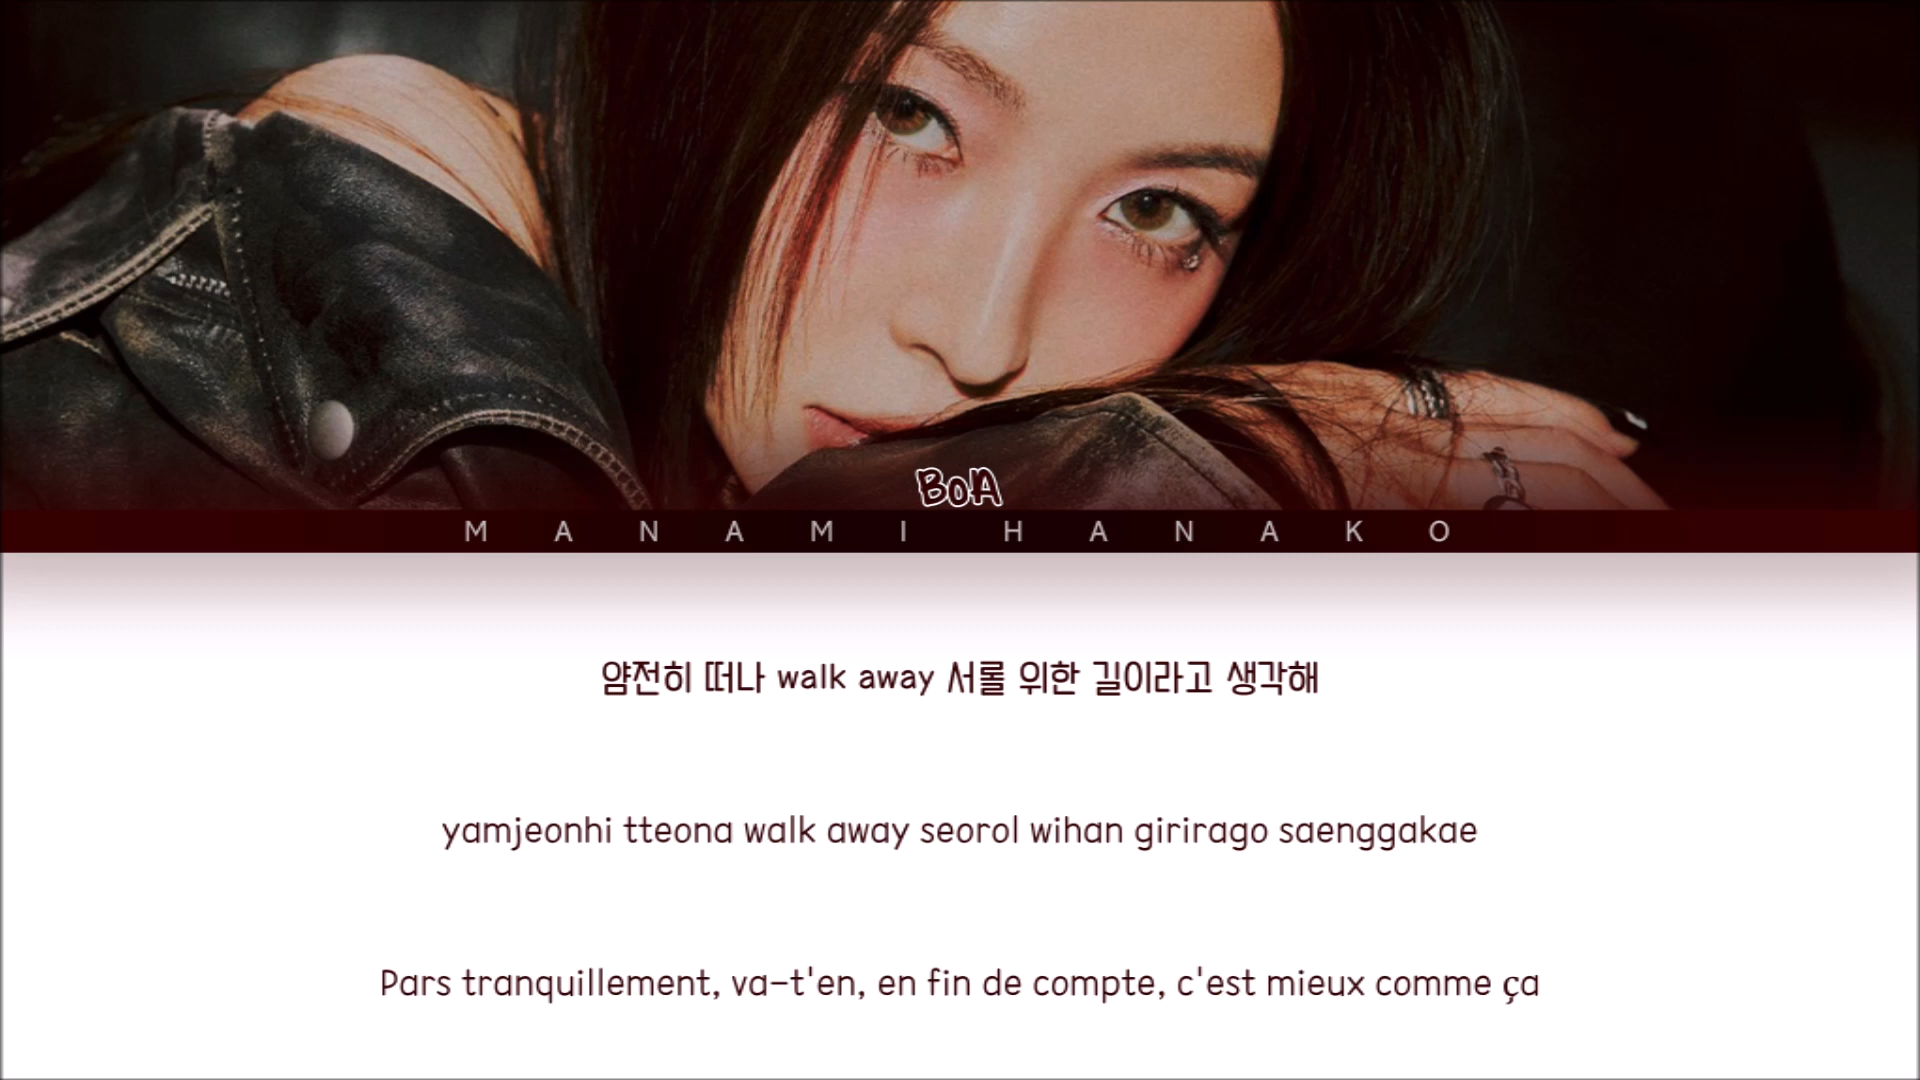 BoA
MANAMI HANAKO
얌전히 떠나 walk away 서롤 위한 길이라고 생각해
yamjeonhi tteona walk away seorol wihan girirago saenggakae
Pars tranquillement, va-t'en, en fin de compte, c'est mieux comme ça